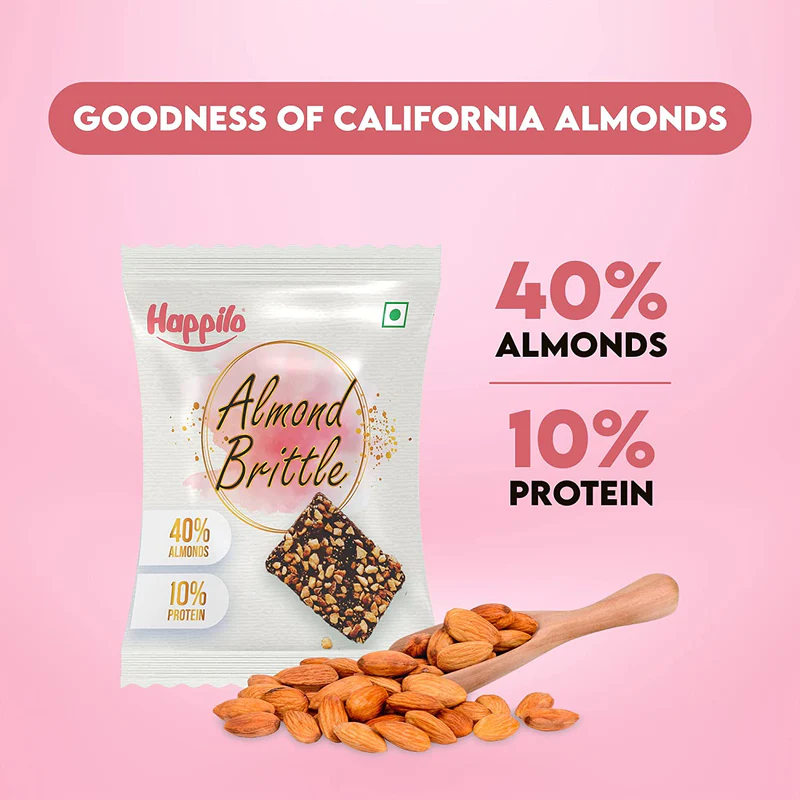 GOODNESS OF CALIFORNIA ALMONDS
Happilo
Almond
Brittle
40%
ALMONDS
10%
PROTEIN
40%
ALMONDS
10%
PROTEIN